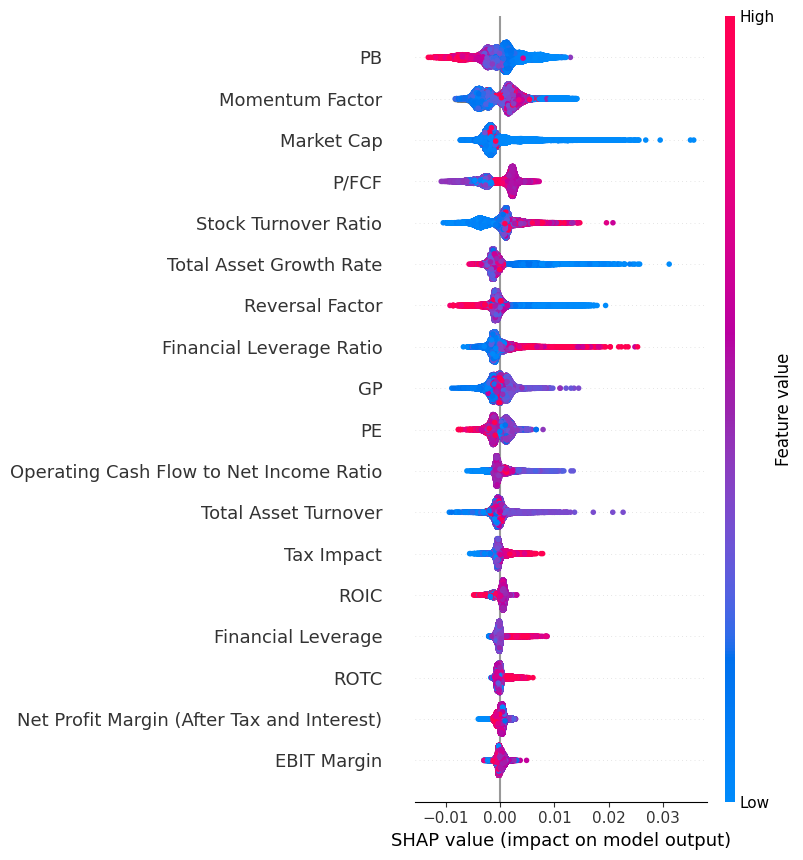 High
PB
Momentum Factor
Market Cap
P/FCF
Stock Turnover Ratio
Total Asset Growth Rate
Reversal Factor
Financial Leverage Ratio
GP
PE
Operating Cash Flow to Net Income Ratio
Total Asset Turnover
Tax Impact
ROIC
Financial Leverage
ROTC
Net Profit Margin (After Tax and Interest)
EBIT Margin
Feature value
Low
−0.01 0.00 0.01 0.02 0.03
SHAP value (impact on model output)